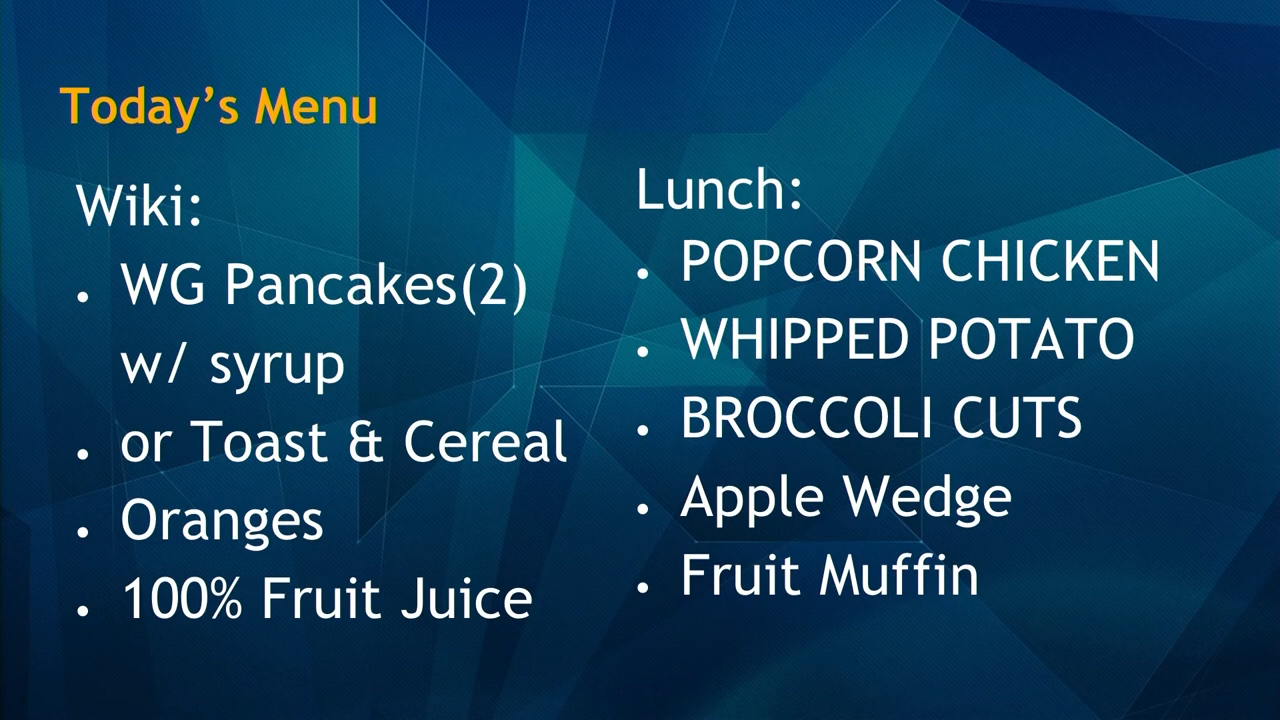 Today’s Menu
Wiki:
• WG Pancakes(2)
w/ syrup
• or Toast & Cereal
• Oranges
• 100% Fruit Juice
Lunch:
• POPCORN CHICKEN
• WHIPPED POTATO
• BROCCOLI CUTS
• Apple Wedge
• Fruit Muffin